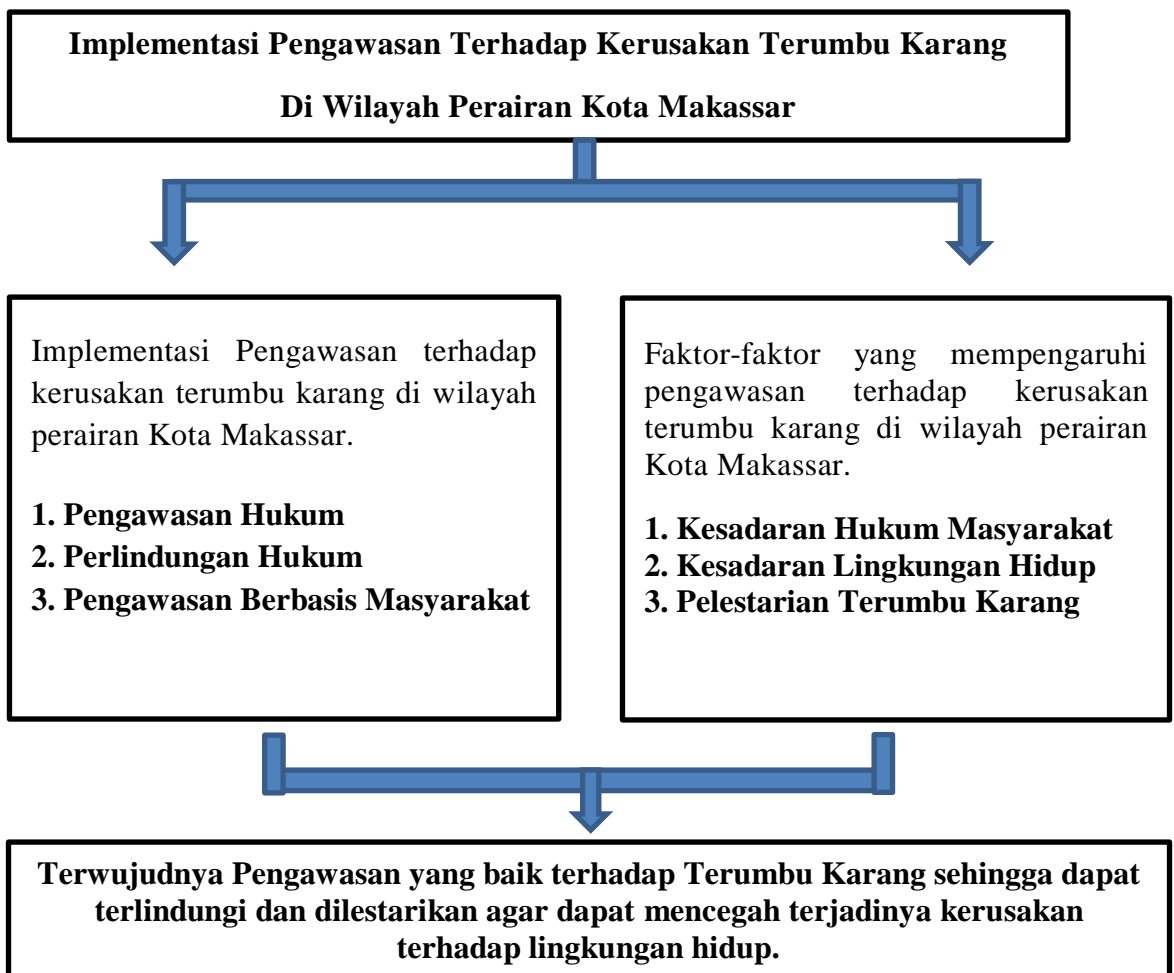 Implementasi Pengawasan Terhadap Kerusakan Terumbu Karang
Di Wilayah Perairan Kota Makassar
Implementasi Pengawasan terhadap
kerusakan terumbu karang di wilayah
perairan Kota Makassar.
1. Pengawasan Hukum
2. Perlindungan Hukum
3. Pengawasan Berbasis Masyarakat
Faktor-faktor yang mempengaruhi
pengawasan terhadap kerusakan
terumbu karang di wilayah perairan
Kota Makassar.
1. Kesadaran Hukum Masyarakat
2. Kesadaran Lingkungan Hidup
3. Pelestarian Terumbu Karang
Terwujudnya Pengawasan yang baik terhadap Terumbu Karang sehingga dapat
terlindungi dan dilestarikan agar dapat mencegah terjadinya kerusakan
terhadap lingkungan hidup.